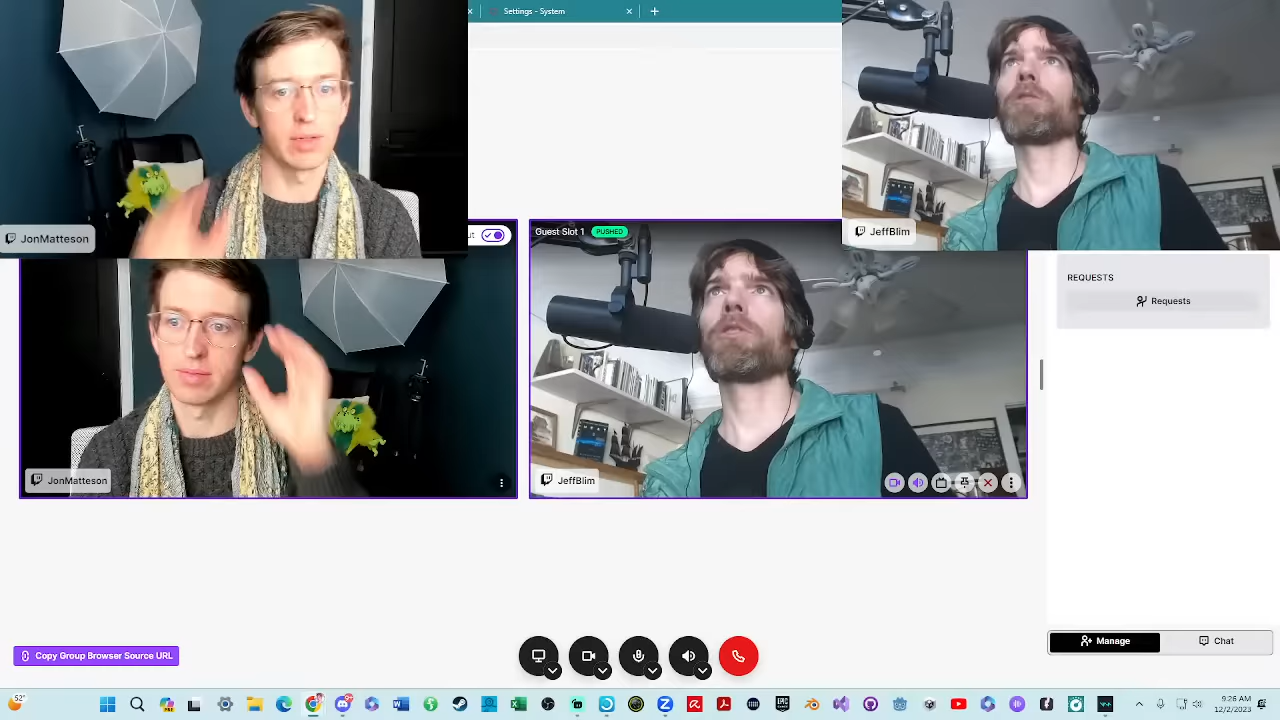 Settings - System
JonMatteson
JeffBlim
Guest Slot 1 PUSHED
REQUESTS
Requests
JonMatteson
JeffBlim
Copy Group Browser Source URL
Manage
Chat
52°
9:26 AM
12/2/2023